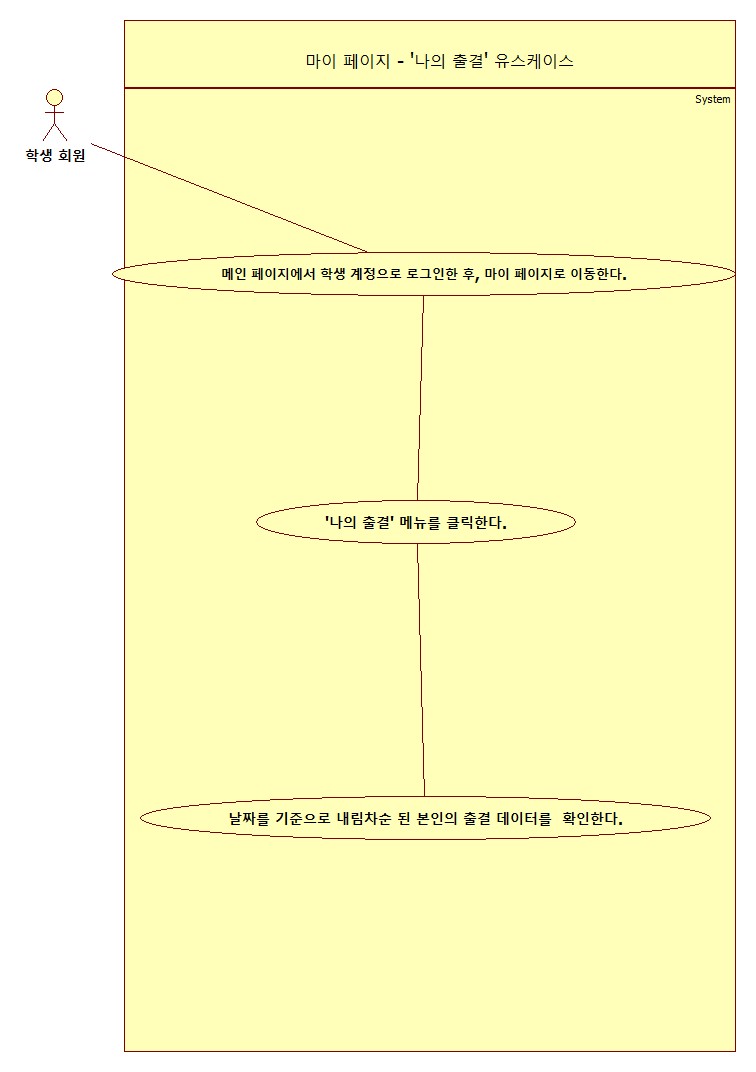 마이 페이지 - '나의 출결' 유스케이스
System
학생 회원
메인 페이지에서 학생 계정으로 로그인한 후, 마이 페이지로 이동한다.
'나의 출결' 메뉴를 클릭한다.
날짜를 기준으로 내림차순 된 본인의 출결 데이터를  확인한다.